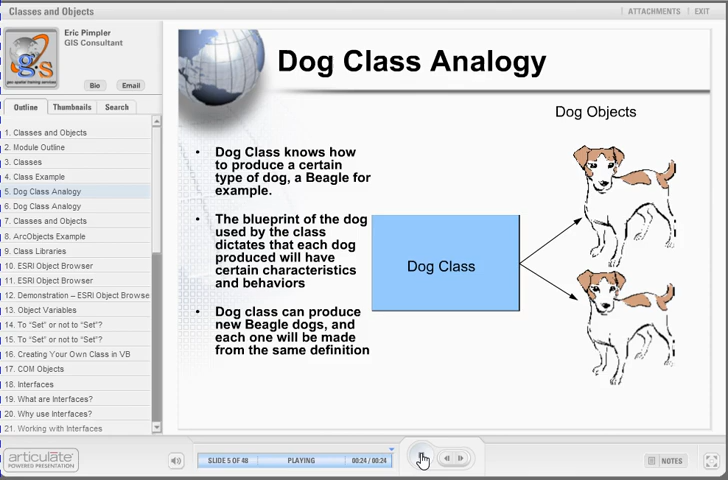 Classes and Objects
ATTACHMENTS
EXIT
Eric Pimpler
GIS Consultant
Bio
Email
Outline
Thumbnails
Search
1. Classes and Objects
2. Module Outline
3. Classes
4. Class Example
5. Dog Class Analogy
6. Dog Class Analogy
7. Classes and Objects
8. ArcObjects Example
9. Class Libraries
10. ESRI Object Browser
11. ESRI Object Browser
12. Demonstration – ESRI Object Browse
13. Object Variables
14. To "Set" or not to "Set"?
15. To "Set" or not to "Set"?
16. Creating Your Own Class in VB
17. COM Objects
18. Interfaces
19. What are Interfaces?
20. Why use Interfaces?
21. Working with Interfaces
Dog Class Analogy
Dog Objects
• Dog Class knows how
to produce a certain
type of dog, a Beagle for
example.
• The blueprint of the dog
used by the class
dictates that each dog
produced will have
certain characteristics
and behaviors
• Dog class can produce
new Beagle dogs, and
each one will be made
from the same definition
Dog Class
articulate
POWERED PRESENTATION
SLIDE 5 OF 48
PLAYING
00:24 / 00:24
NOTES